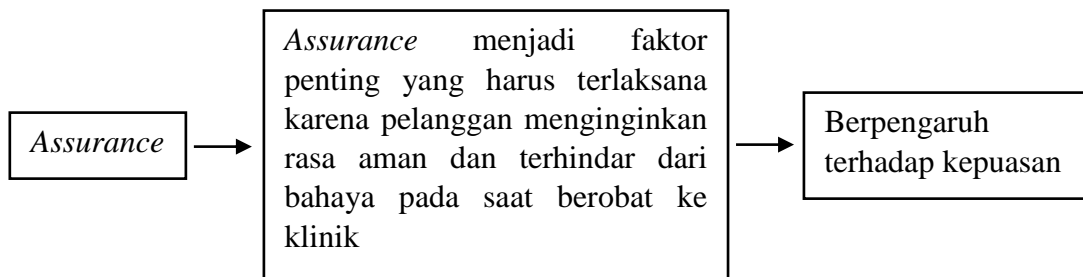 Assurance
Assurance menjadi faktor
penting yang harus terlaksana
karena pelanggan menginginkan
rasa aman dan terhindar dari
bahaya pada saat berobat ke
klinik
Berpengaruh
terhadap kepuasan